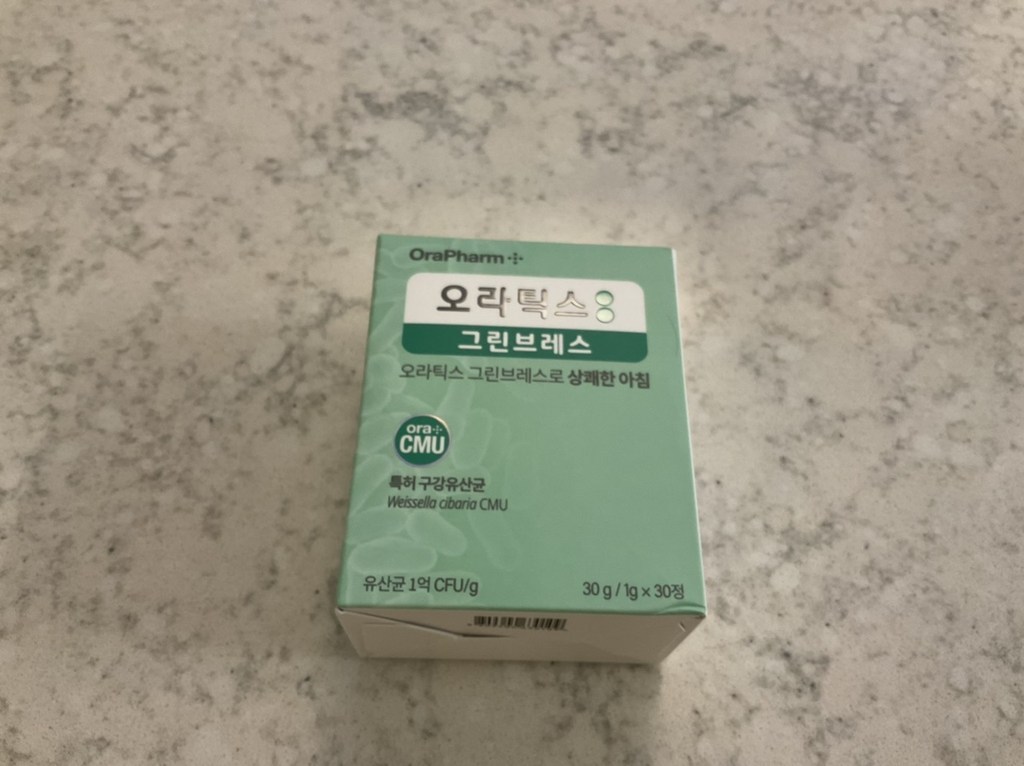 OraPharm
오라틱스
그린브레스
오라틱스 그린브레스로 상쾌한 아침
ora
CMU
특허 구강유산균
Weissella cibaria CMU
유산균 1억 CFU/g
30 g / 1g × 30정